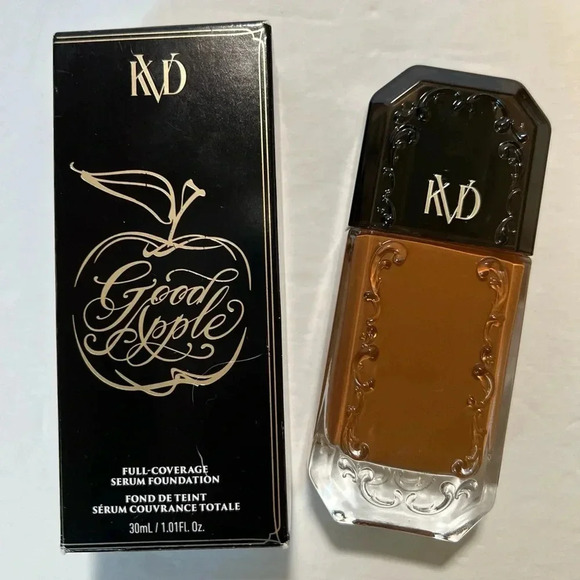 KVD
Good
Apple
FULL-COVERAGE
SERUM FOUNDATION
FOND DE TEINT
SÉRUM COUVRANCE TOTALE
30mL / 1.01FL. Oz.
KVD